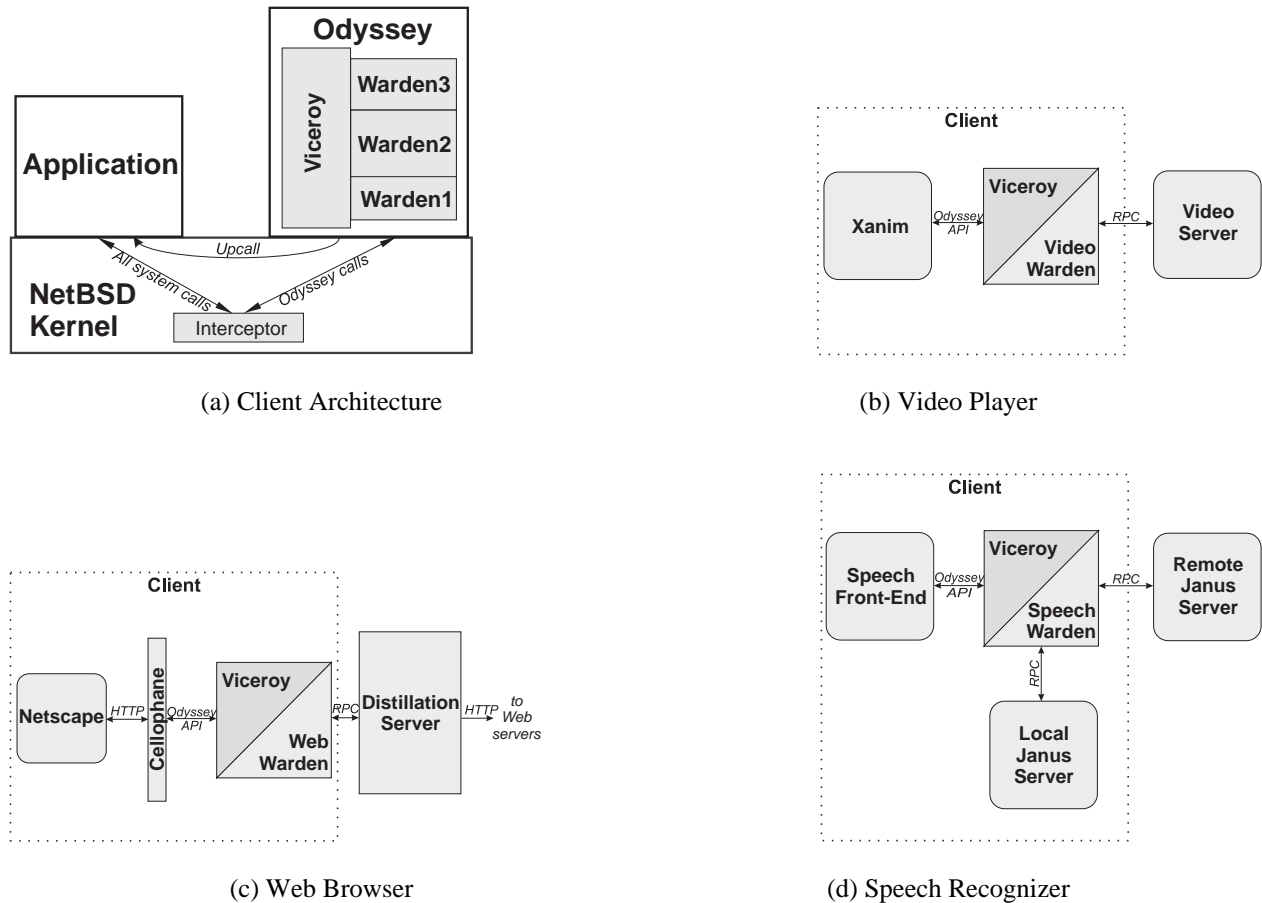 Odyssey
Viceroy
Warden3
Warden2
Warden1
Application
Upcall
All system calls
Odyssey calls
NetBSD
Kernel
Interceptor
(a) Client Architecture
Client
Xanim
Odyssey
API
Viceroy
Video
Warden
RPC
Video
Server
(b) Video Player
Client
Netscape
HTTP
Cellophane
Odyssey
API
Viceroy
Web
Warden
RPC
Distillation
Server
HTTP
to
Web
servers
(c) Web Browser
Client
Speech
Front-End
Odyssey
API
Viceroy
Speech
Warden
RPC
Remote
Janus
Server
RPC
Local
Janus
Server
(d) Speech Recognizer